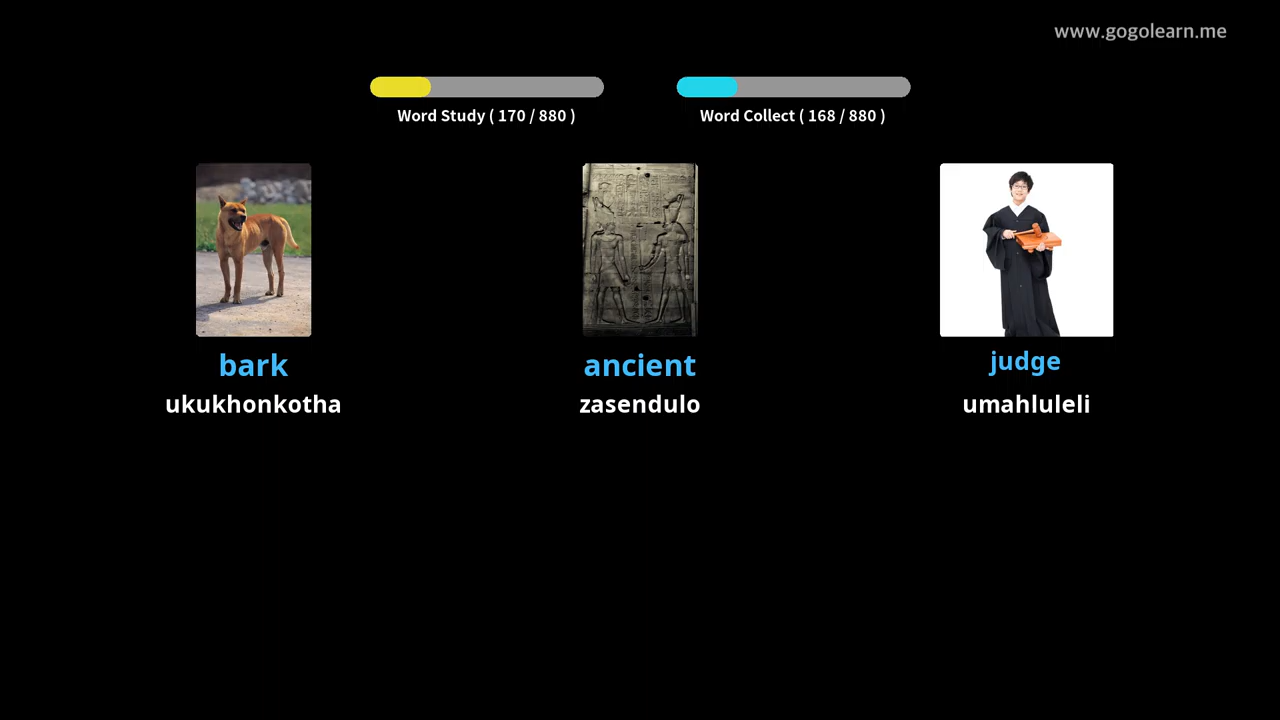 www.gogolearn.me
Word Study ( 170 / 880 )
Word Collect ( 168 / 880 )
bark
ukukhonkotha
ancient
zasendulo
judge
umahluleli